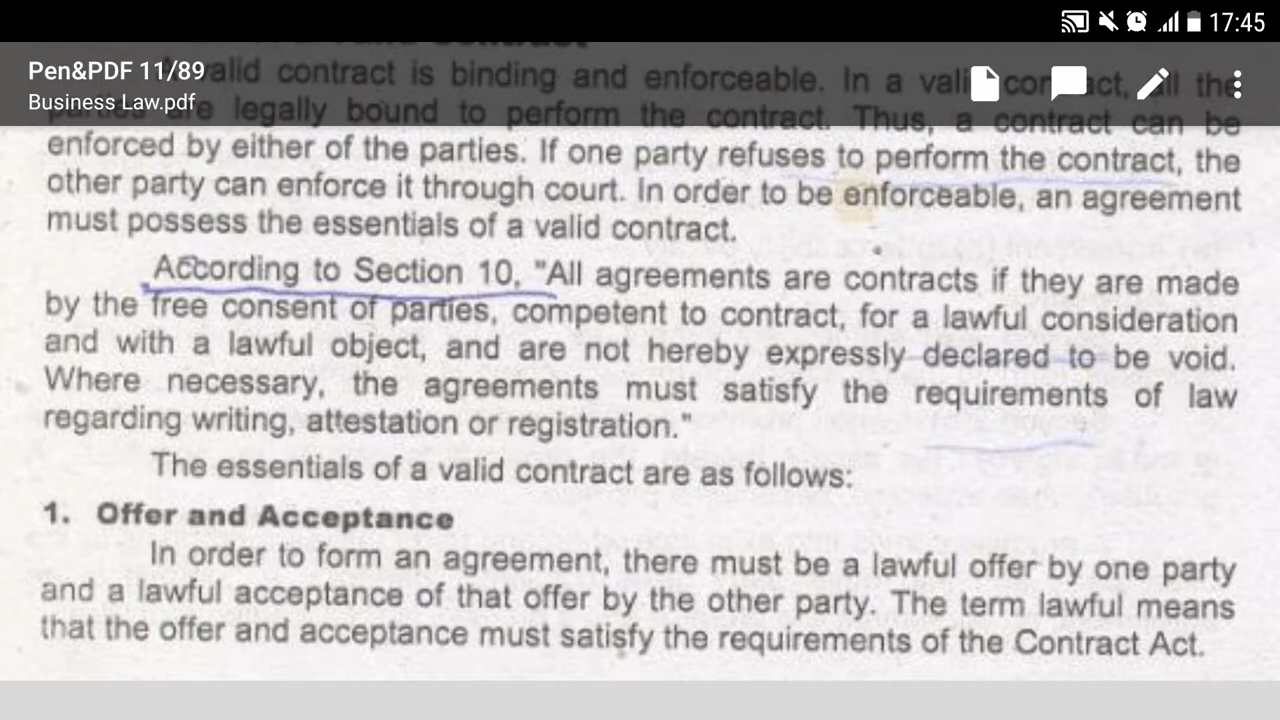 17:45
Pen&PDF 11/89
Business Law.pdf
Contract
valid contract is binding and enforceable. In a valid contract, all the
parties are legally bound to perform the contract. Thus, a contract can be
enforced by either of the parties. If one party refuses to perform the contract, the
other party can enforce it through court. In order to be enforceable, an agreement
must possess the essentials of a valid contract.
According to Section 10, "All agreements are contracts if they are made
by the free consent of parties, competent to contract, for a lawful consideration
and with a lawful object, and are not hereby expressly declared to be void.
Where necessary, the agreements must satisfy the requirements of law
regarding writing, attestation or registration."
The essentials of a valid contract are as follows:
1. Offer and Acceptance
In order to form an agreement, there must be a lawful offer by one party
and a lawful acceptance of that offer by the other party. The term lawful means
that the offer and acceptance must satisfy the requirements of the Contract Act.